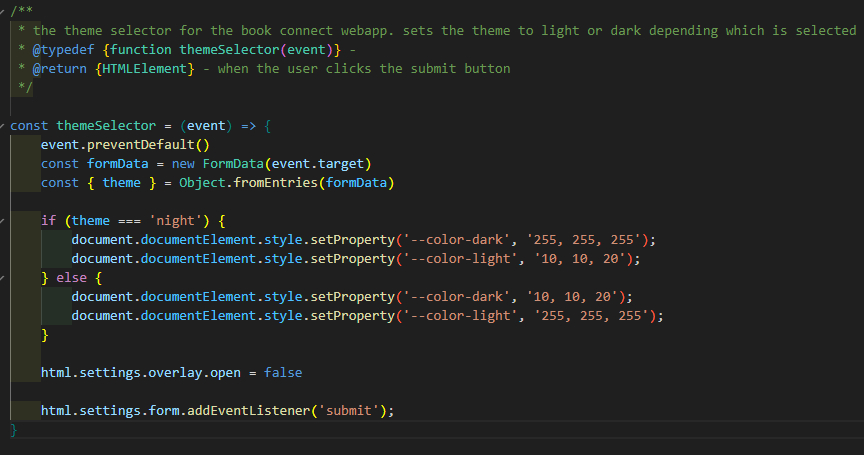 /**
 * the theme selector for the book connect webapp. sets the theme to light or dark depending which is selected
 * @typedef {function themeSelector(event)} -
 * @return {HTMLElement} - when the user clicks the submit button
 */
const themeSelector = (event) => {
    event.preventDefault()
    const formData = new FormData(event.target)
    const { theme } = Object.fromEntries(formData)
    if (theme === 'night') {
        document.documentElement.style.setProperty('--color-dark', '255, 255, 255');
        document.documentElement.style.setProperty('--color-light', '10, 10, 20');
    } else {
        document.documentElement.style.setProperty('--color-dark', '10, 10, 20');
        document.documentElement.style.setProperty('--color-light', '255, 255, 255');
    }
    html.settings.overlay.open = false
    html.settings.form.addEventListener('submit');
}